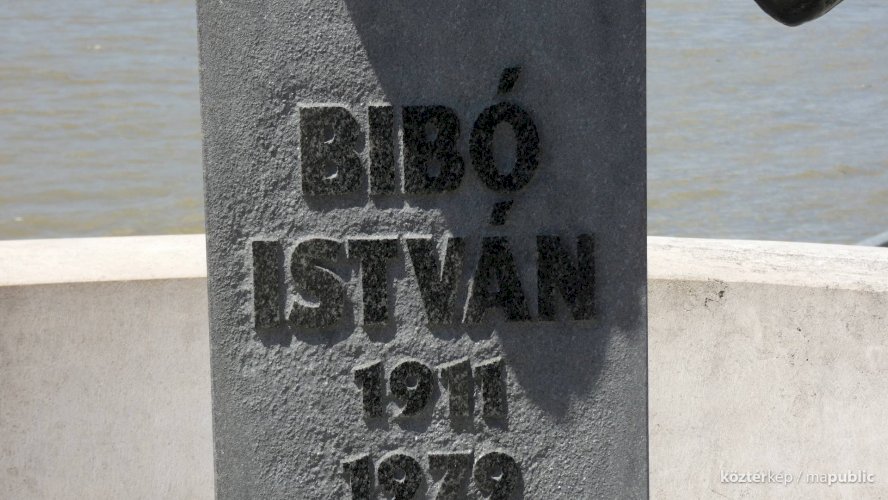 BIBÓ
ISTVÁN
1911
1979
köztérkép / mapublic